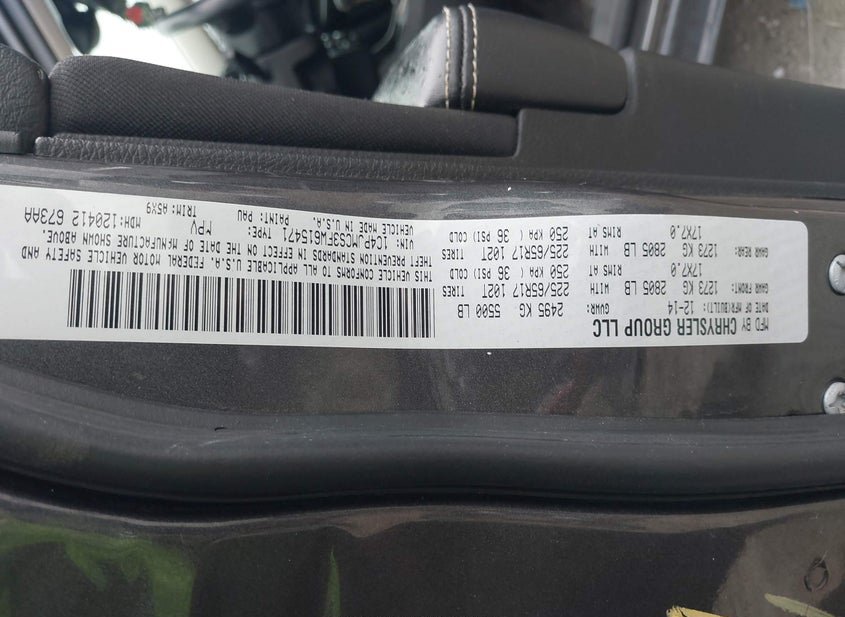 MFD BY CHRYSLER GROUP LLC
DATE OF MFR(BUILT): 12-14 GVWR: 2495 KG 5500 LB
GAWR FRONT: 1273 KG 2805 LB WITH 225/65R17 102T TIRES
17X7.0 RIMS AT 250 KPA( 36 PSI) COLD
GAWR REAR: 1273 KG 2805 LB WITH 225/65R17 102T TIRES
17X7.0 RIMS AT 250 KPA( 36 PSI) COLD
THIS VEHICLE CONFORMS TO ALL APPLICABLE U.S.A. FEDERAL MOTOR VEHICLE SAFETY AND
THEFT PREVENTION STANDARDS IN EFFECT ON THE DATE OF MANUFACTURE SHOWN ABOVE.
VIN: 1C4PJMCS3FW615471 TYPE: MPV MDH: 120412 673AA
VEHICLE MADE IN U.S.A. PAINT: PAU TRIM: A5X9